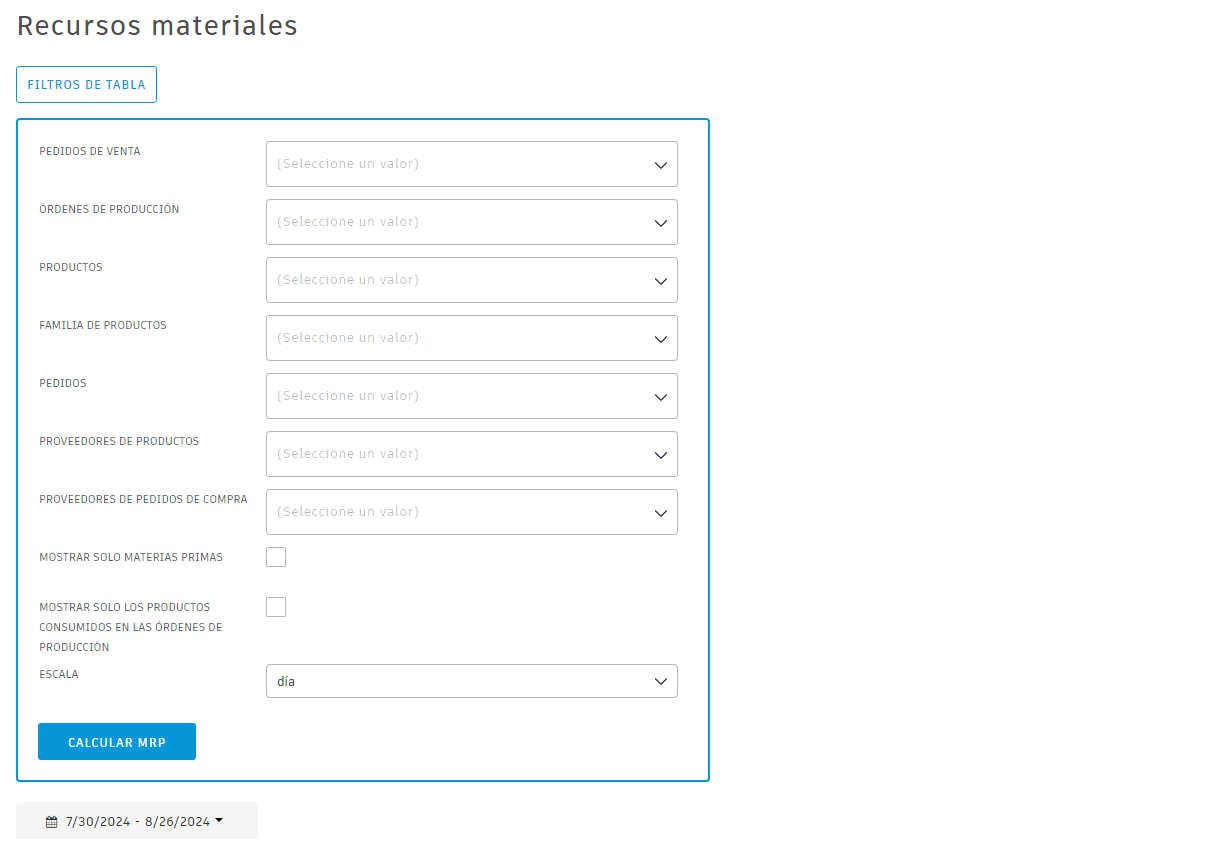 Recursos materiales
FILTROS DE TABLA
PEDIDOS DE VENTA
(Seleccione un valor)
ÓRDENES DE PRODUCCIÓN
(Seleccione un valor)
PRODUCTOS
(Seleccione un valor)
FAMILIA DE PRODUCTOS
(Seleccione un valor)
PEDIDOS
(Seleccione un valor)
PROVEEDORES DE PRODUCTOS
(Seleccione un valor)
PROVEEDORES DE PEDIDOS DE COMPRA
(Seleccione un valor)
MOSTRAR SOLO MATERIAS PRIMAS
MOSTRAR SOLO LOS PRODUCTOS
CONSUMIDOS EN LAS ÓRDENES DE
PRODUCCIÓN
ESCALA
día
CALCULAR MRP
7/30/2024 - 8/26/2024